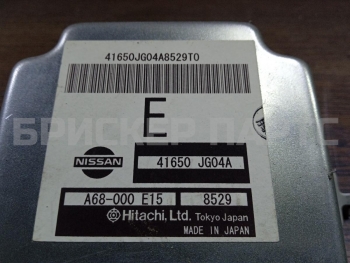 41650JG04A8529T0
E
NISSAN
41650 JG04A
A68-000 E15 8529
Hitachi, Ltd. Tokyo Japan
MADE IN JAPAN
БРИСКЕР ПАРТС